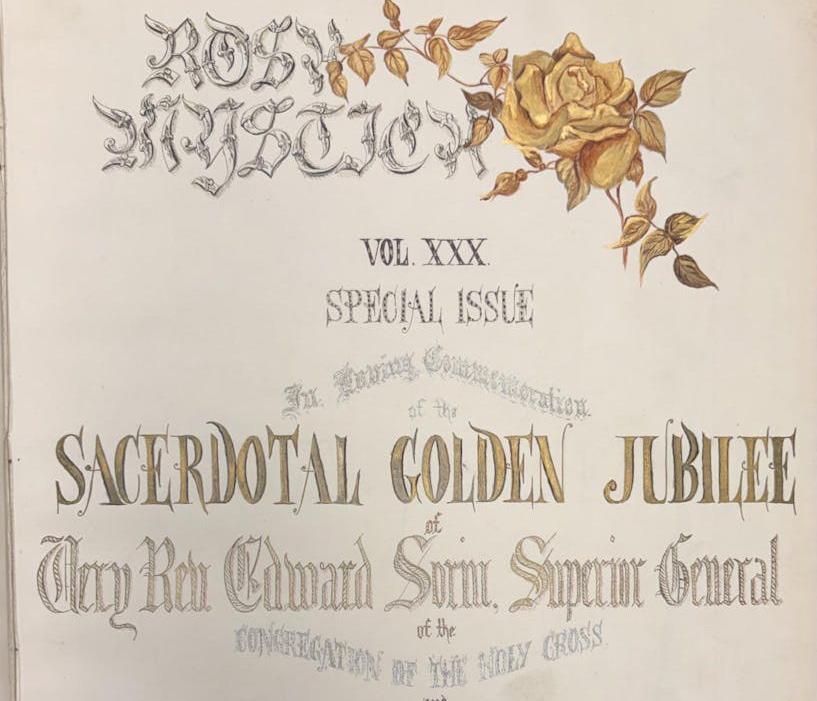 ROSA
MYSTICA
VOL. XXX.
SPECIAL ISSUE
In Loving Commemoration
of the
SACERDOTAL GOLDEN JUBILEE
of
Very Rev Edward Sorin, Superior General
of the
CONGREGATION OF THE HOLY CROSS
and